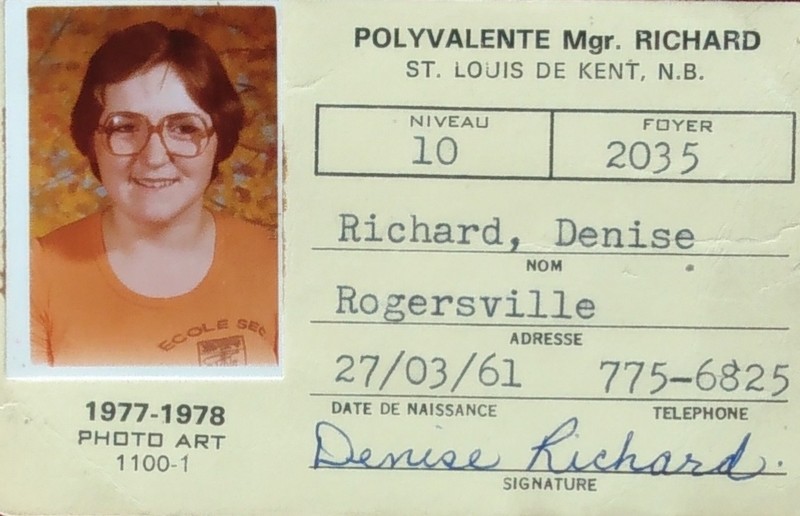 POLYVALENTE Mgr. RICHARD
ST. LOUIS DE KENT, N.B.
NIVEAU FOYER
10 2035
Richard, Denise
NOM
Rogersville
ADRESSE
27/03/61 775-6825
DATE DE NAISSANCE TELEPHONE
Denise Richard.
SIGNATURE
ECOLE SEC
1977-1978
PHOTO ART
1100-1